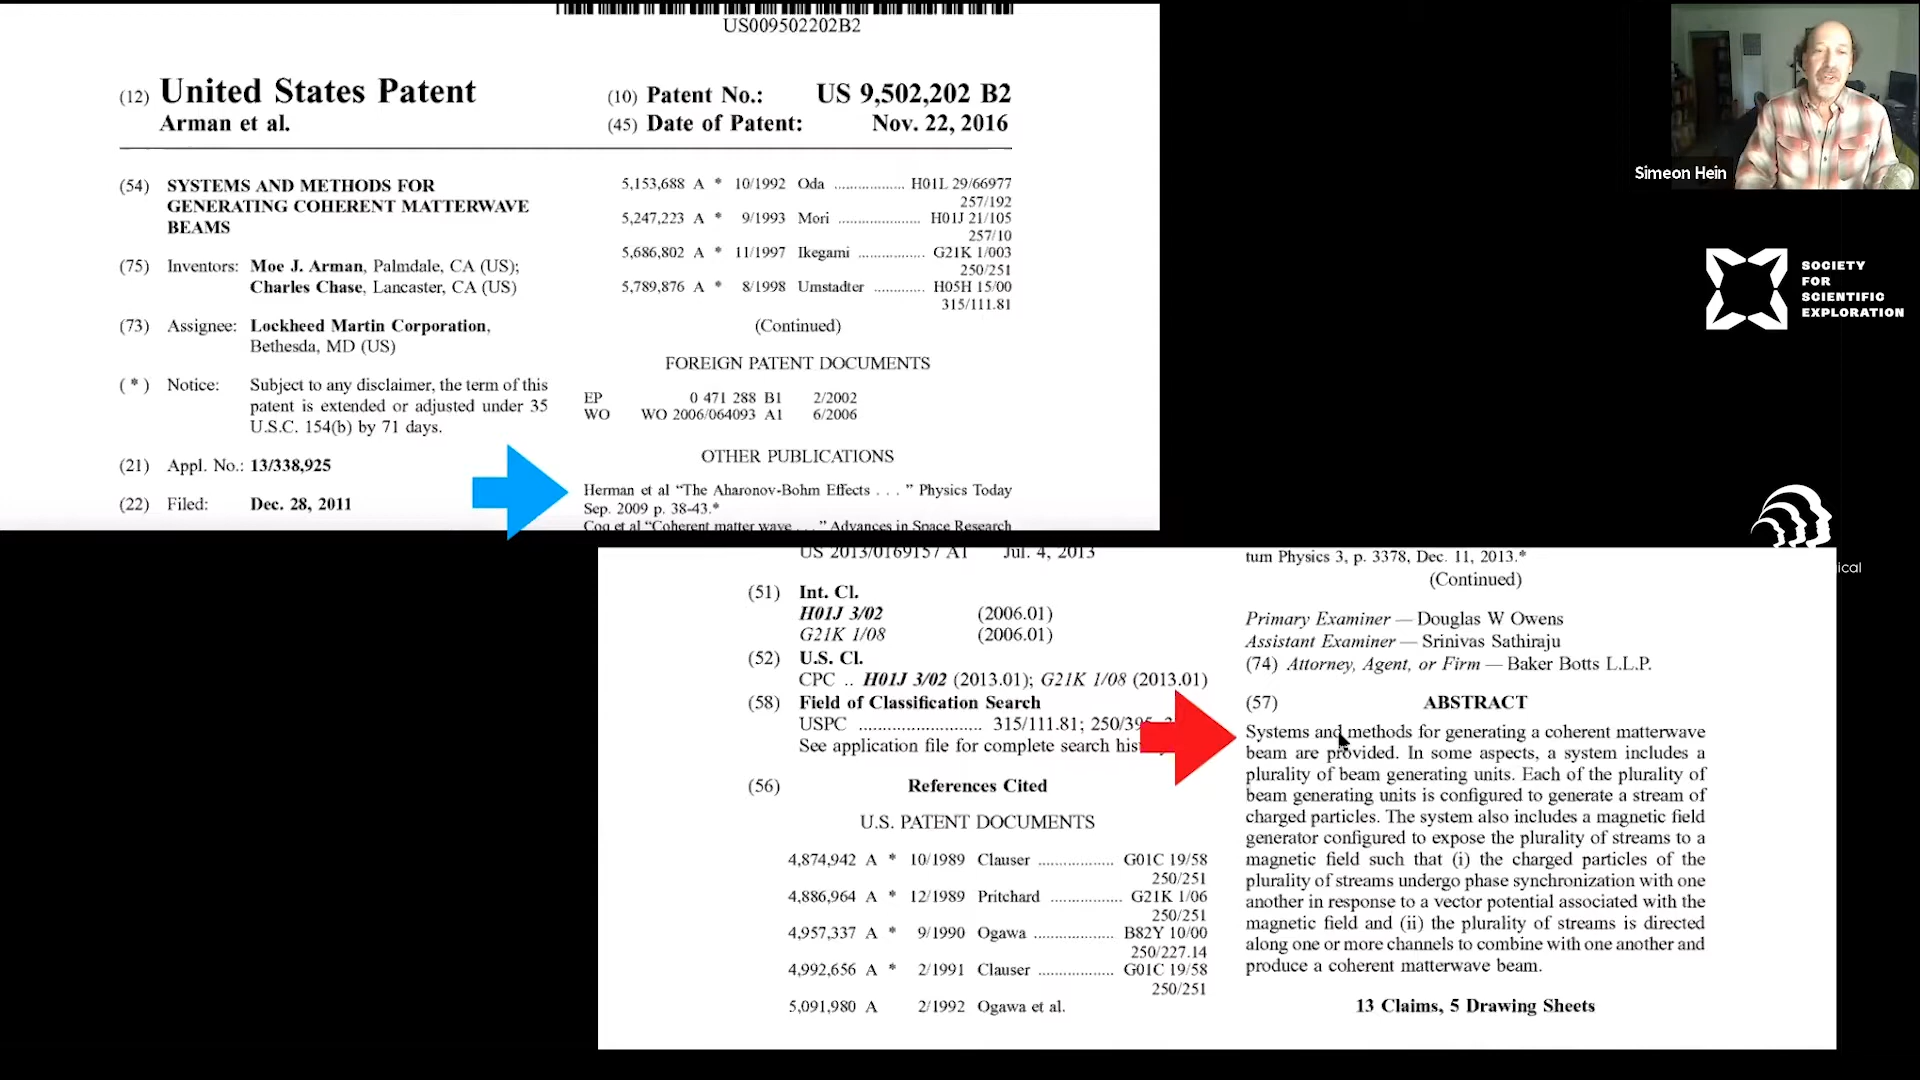 US009502202B2
(12) United States Patent
Arman et al.
(10) Patent No.: US 9,502,202 B2
(45) Date of Patent: Nov. 22, 2016
(54) SYSTEMS AND METHODS FOR
GENERATING COHERENT MATTERWAVE
BEAMS
(75) Inventors: Moe J. Arman, Palmdale, CA (US);
Charles Chase, Lancaster, CA (US)
(73) Assignee: Lockheed Martin Corporation,
Bethesda, MD (US)
( * ) Notice: Subject to any disclaimer, the term of this
patent is extended or adjusted under 35
U.S.C. 154(b) by 71 days.
(21) Appl. No.: 13/338,925
(22) Filed: Dec. 28, 2011
5,153,688 A * 10/1992 Oda ................. H01L 29/66977
257/192
5,247,223 A * 9/1993 Mori ..................... H01J 21/105
257/10
5,686,802 A * 11/1997 Ikegami ................ G21K 1/003
250/251
5,789,876 A * 8/1998 Umstadter ............ H05H 15/00
315/111.81
(Continued)
FOREIGN PATENT DOCUMENTS
EP 0 471 288 B1 2/2002
WO WO 2006/064093 A1 6/2006
OTHER PUBLICATIONS
Herman et al “The Aharonov-Bohm Effects . . . ” Physics Today
Sep. 2009 p. 38-43.*
Coq et al “Coherent matter wave . . . ” Advances in Space Research
Simeon Hein
SOCIETY
FOR
SCIENTIFIC
EXPLORATION
ical
US 2013/0169157 A1 Jul. 4, 2013
(51) Int. Cl.
H01J 3/02 (2006.01)
G21K 1/08 (2006.01)
(52) U.S. Cl.
CPC .. H01J 3/02 (2013.01); G21K 1/08 (2013.01)
(58) Field of Classification Search
USPC ........................ 315/111.81; 250/395
See application file for complete search
(56) References Cited
U.S. PATENT DOCUMENTS
4,874,942 A * 10/1989 Clauser .................. G01C 19/58
250/251
4,886,964 A * 12/1989 Pritchard ................. G21K 1/06
250/251
4,957,337 A * 9/1990 Ogawa ................... B82Y 10/00
250/227.14
4,992,656 A * 2/1991 Clauser .................. G01C 19/58
250/251
5,091,980 A 2/1992 Ogawa et al.
tum Physics 3, p. 3378, Dec. 11, 2013.*
(Continued)
Primary Examiner — Douglas W Owens
Assistant Examiner — Srinivas Sathiraju
(74) Attorney, Agent, or Firm — Baker Botts L.L.P.
(57) ABSTRACT
Systems and methods for generating a coherent matterwave
beam are provided. In some aspects, a system includes a
plurality of beam generating units. Each of the plurality of
beam generating units is configured to generate a stream of
charged particles. The system also includes a magnetic field
generator configured to expose the plurality of streams to a
magnetic field such that (i) the charged particles of the
plurality of streams undergo phase synchronization with one
another in response to a vector potential associated with the
magnetic field and (ii) the plurality of streams is directed
along one or more channels to combine with one another and
produce a coherent matterwave beam.
13 Claims, 5 Drawing Sheets